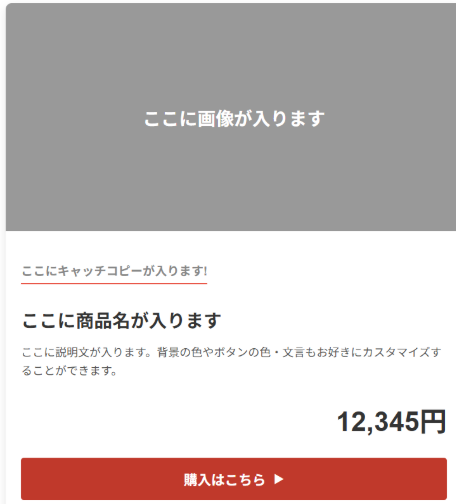 ここに画像が入ります
ここにキャッチコピーが入ります!
ここに商品名が入ります
ここに説明文が入ります。背景の色やボタンの色・文言もお好きにカスタマイズす
ることができます。
12,345円
購入はこちら ▶